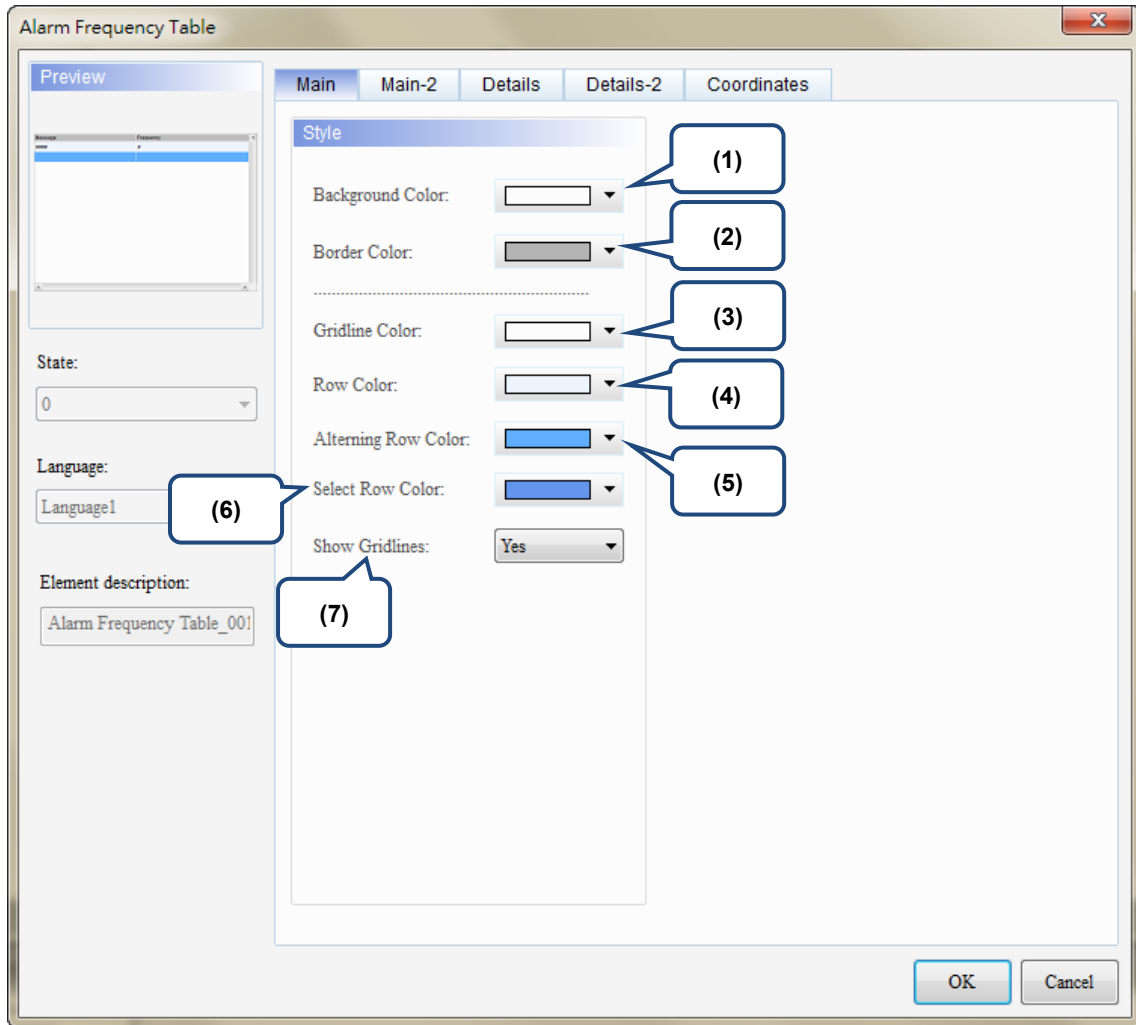 Alarm Frequency Table
X
Preview
Message Frequency
#### #
State:
0
Language:
Language1
Element description:
Alarm Frequency Table_001
Main Main-2 Details Details-2 Coordinates
Style
Background Color:
(1)
Border Color:
(2)
Gridline Color:
(3)
Row Color:
(4)
Alterning Row Color:
(5)
(6)
Select Row Color:
Show Gridlines: Yes
(7)
OK Cancel